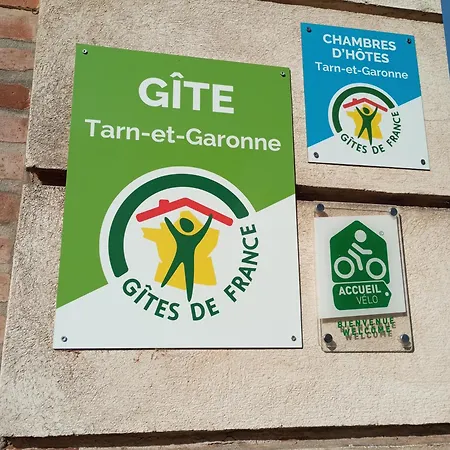 GÎTE
Tarn-et-Garonne
GÎTES DE FRANCE
CHAMBRES
D'HÔTES
Tarn-et-Garonne
GÎTES DE FRANCE
ACCUEIL
VÉLO
BIENVENUE
WELCOME